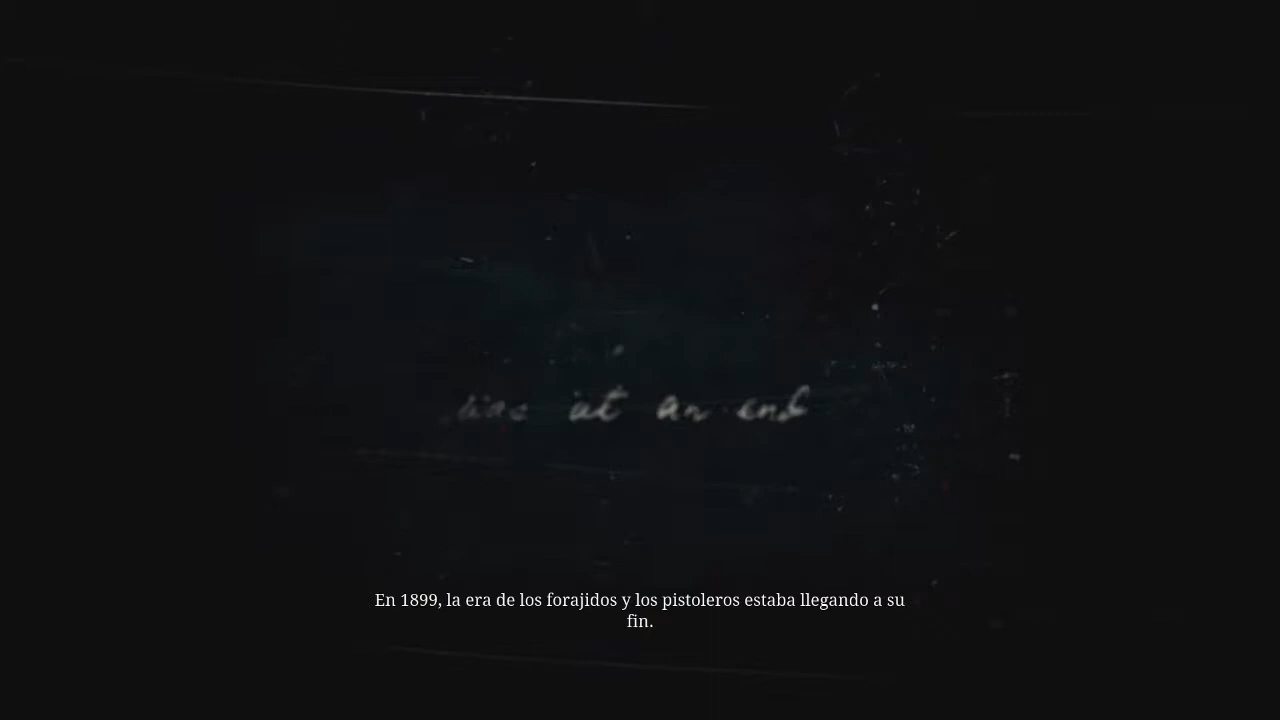 was at an end
En 1899, la era de los forajidos y los pistoleros estaba llegando a su
fin.